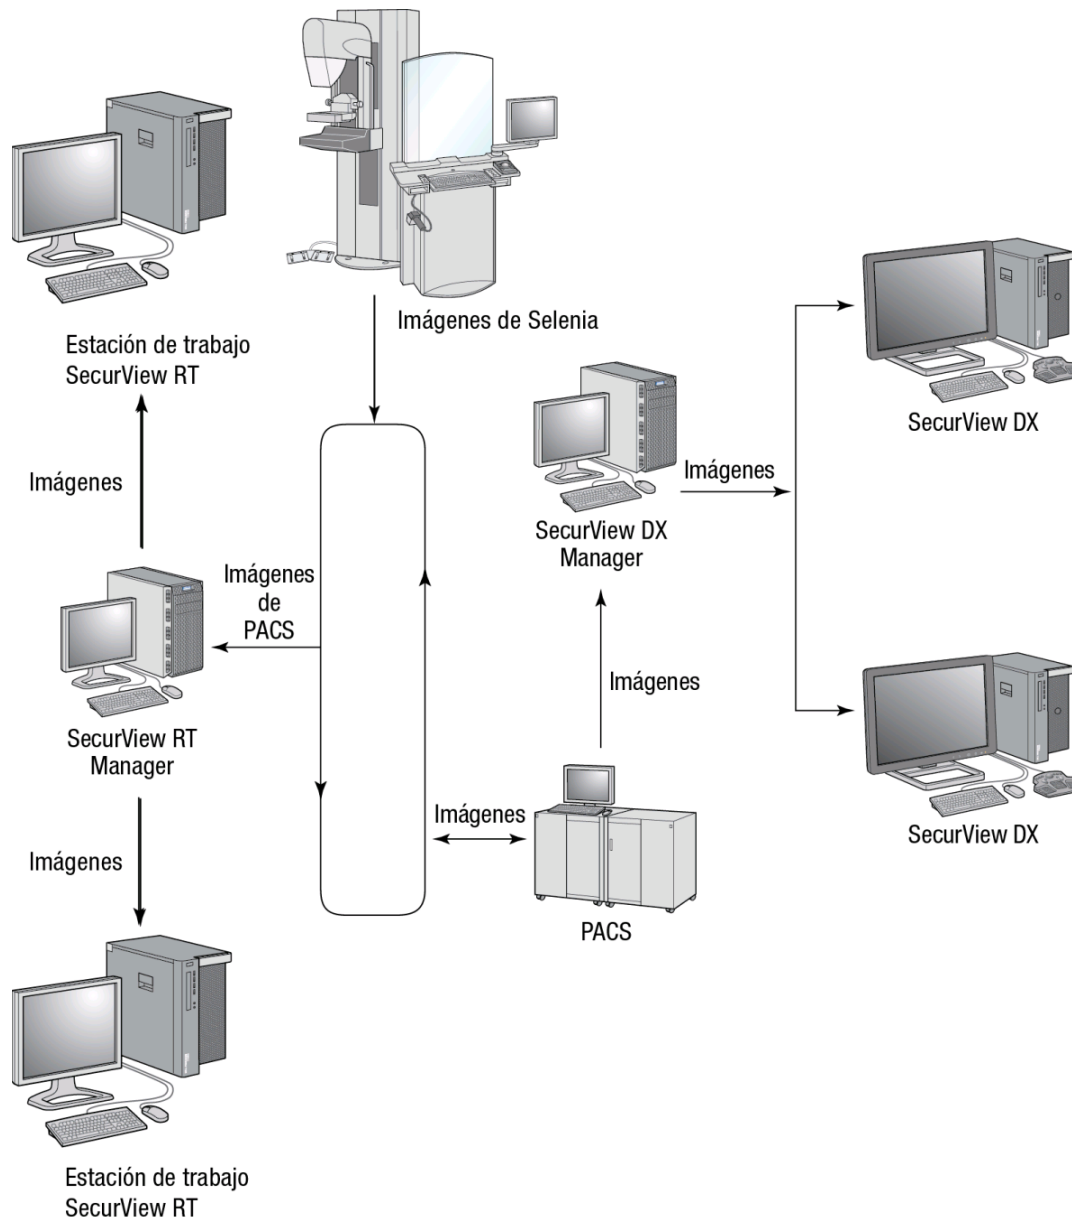 Imágenes de Selenia
Estación de trabajo
SecurView RT
SecurView DX
Imágenes
Imágenes
SecurView DX
Manager
Imágenes
de
PACS
Imágenes
SecurView RT
Manager
Imágenes
SecurView DX
Imágenes
PACS
Estación de trabajo
SecurView RT